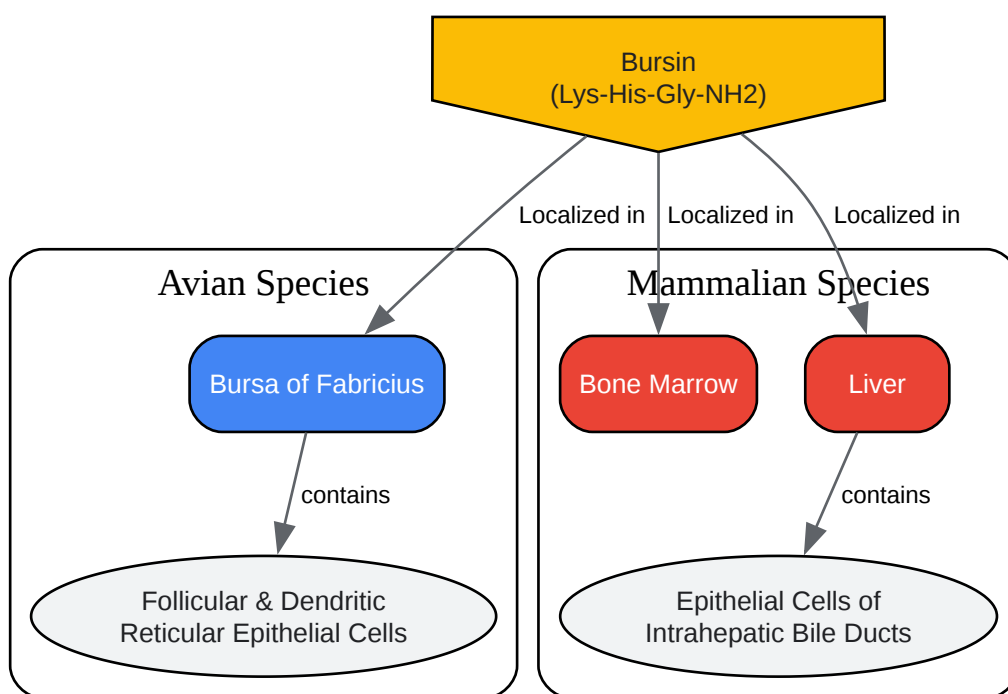 Bursin
(Lys-His-Gly-NH2)
Localized in
Localized in
Localized in
Avian Species
Mammalian Species
Bursa of Fabricius
Bone Marrow
Liver
contains
contains
Follicular & Dendritic
Reticular Epithelial Cells
Epithelial Cells of
Intrahepatic Bile Ducts